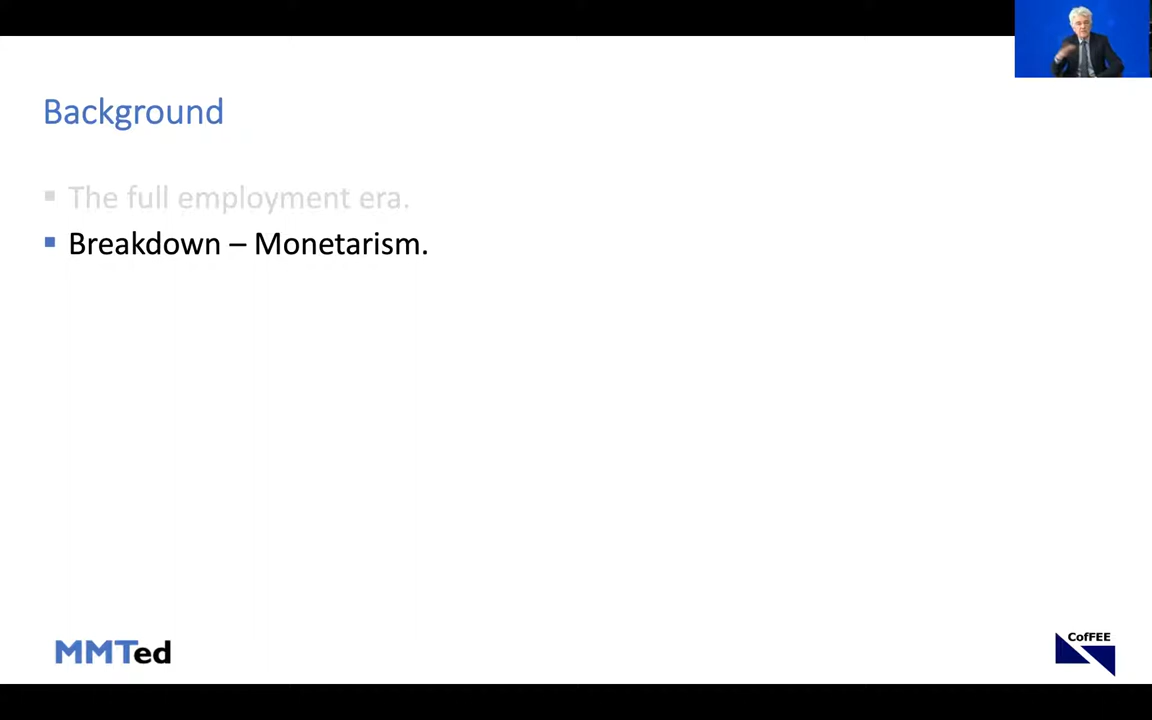 Background
▪ The full employment era.
▪ Breakdown – Monetarism.
MMTed
CofFEE